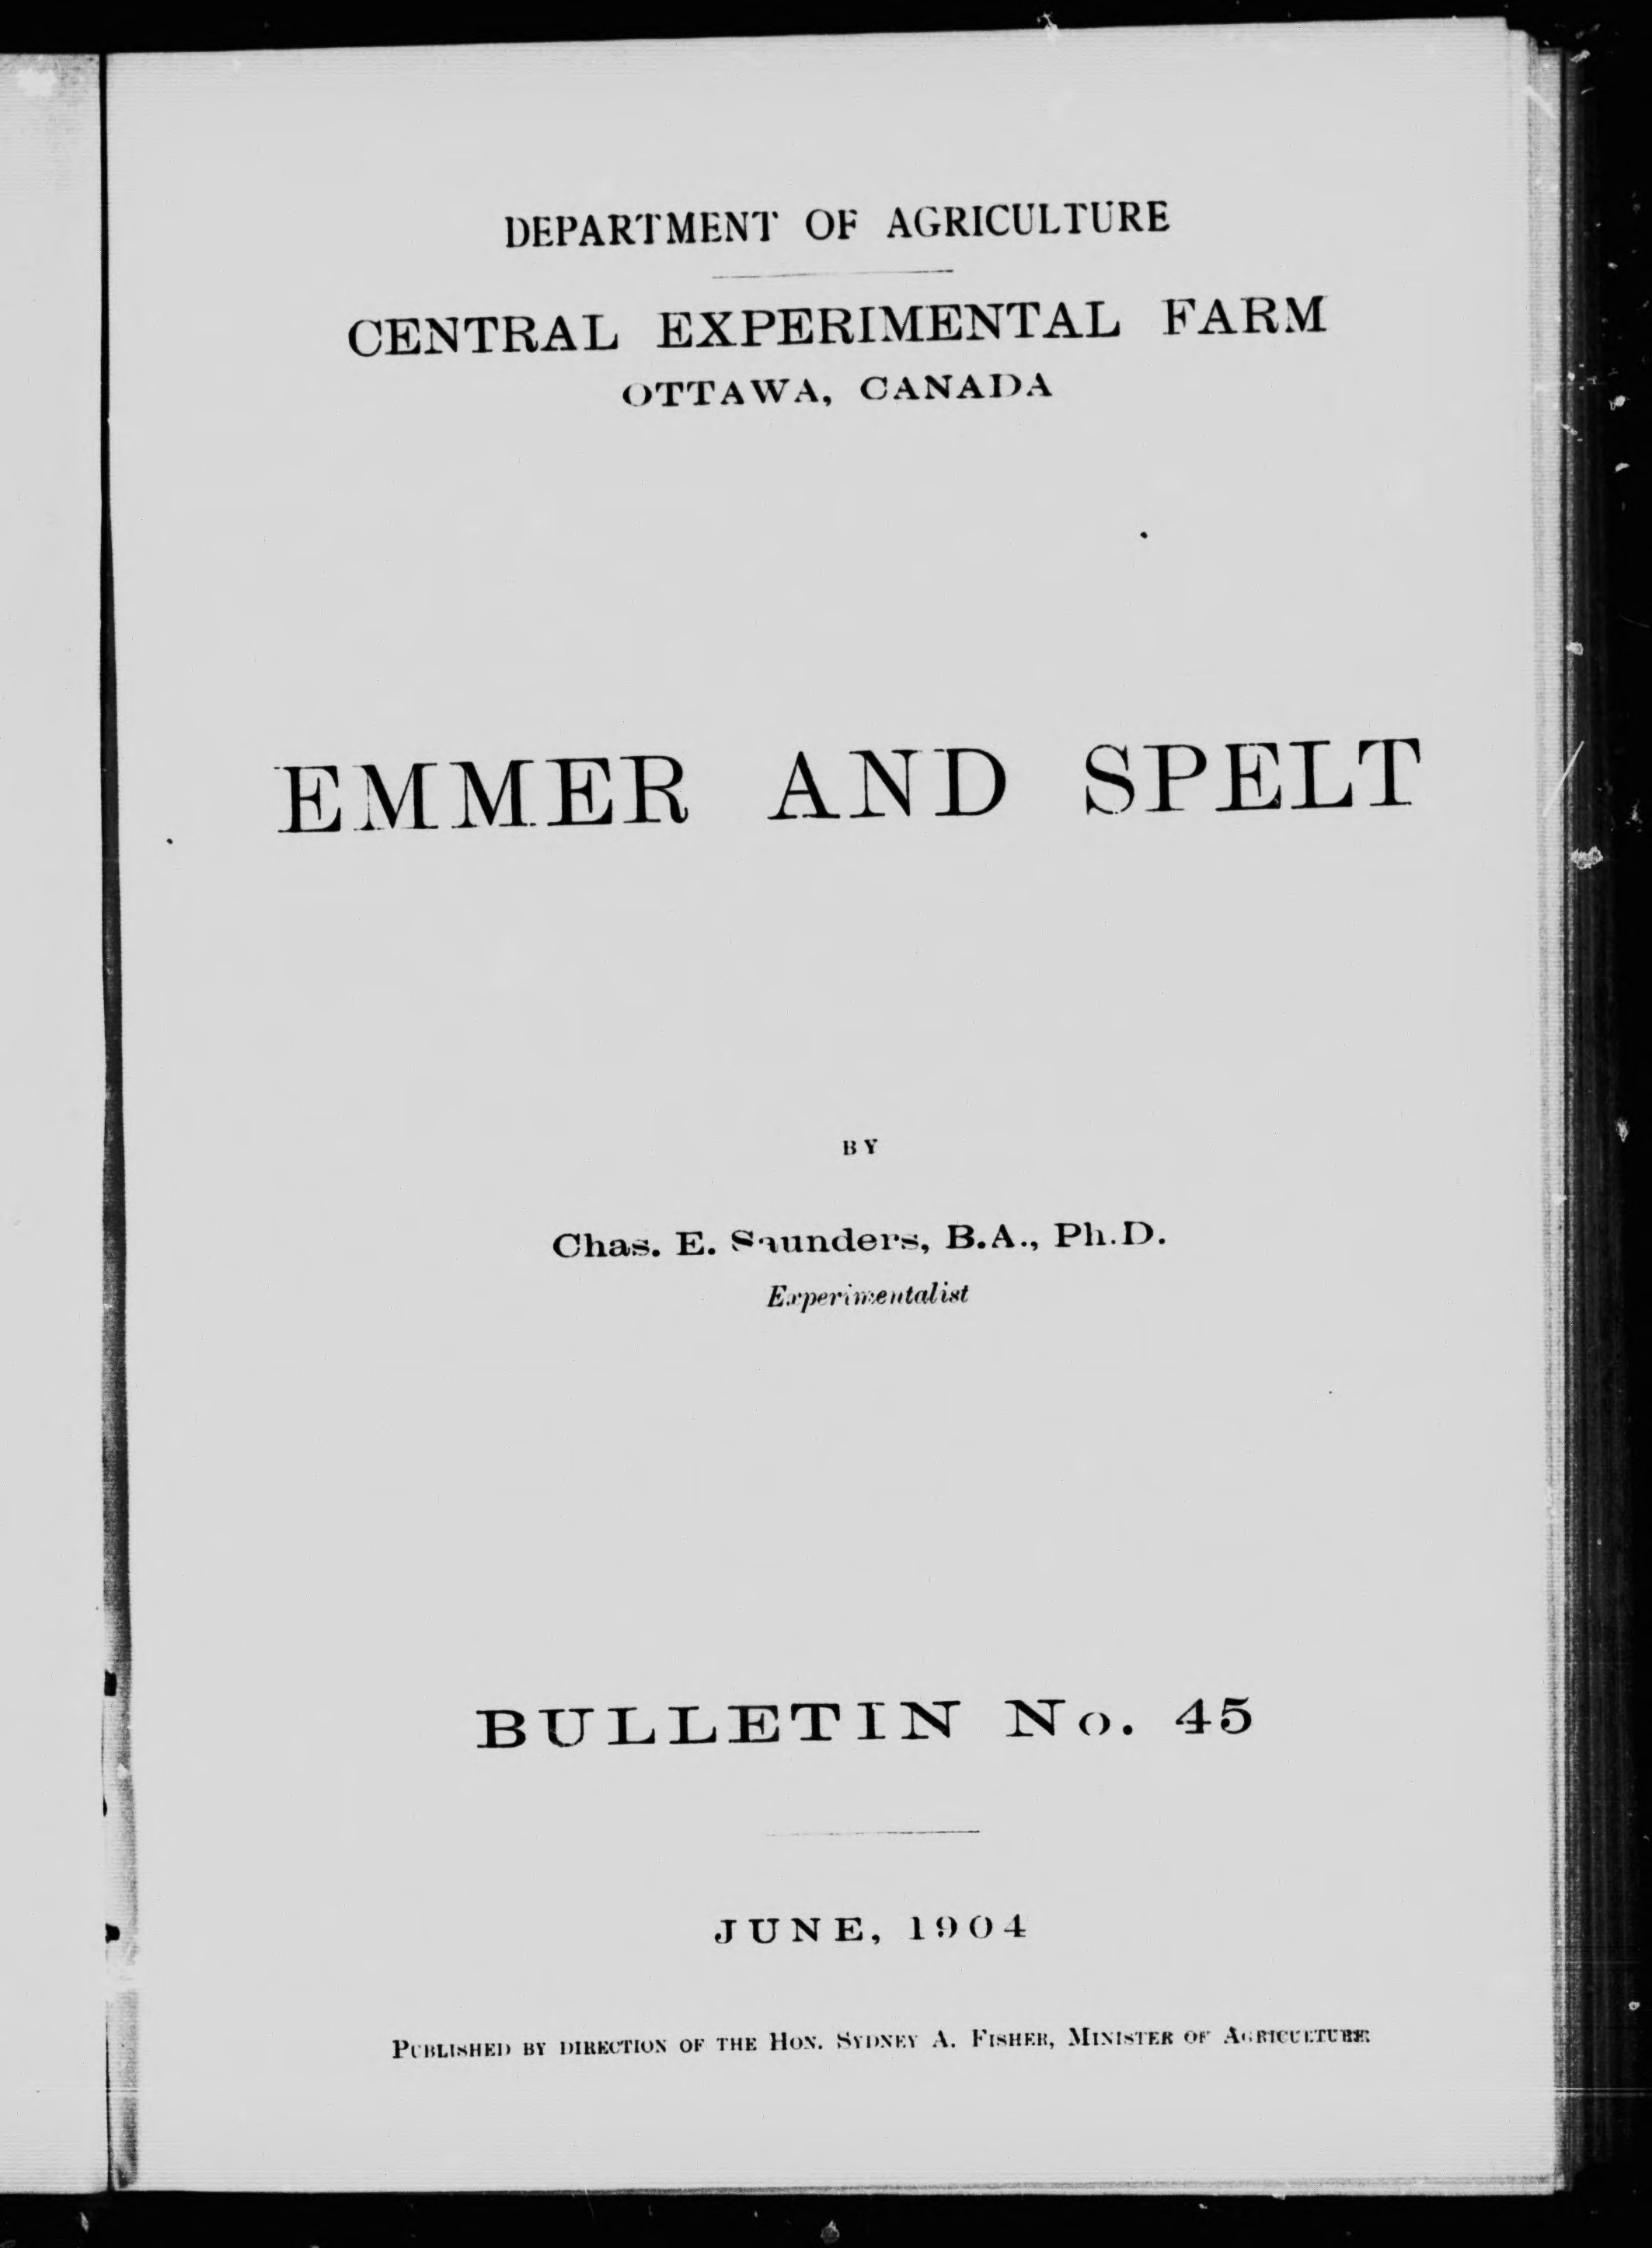 DEPARTMENT OF AGRICULTURE
CENTRAL EXPERIMENTAL FARM
OTTAWA, CANADA
EMMER AND SPELT
BY
Chas. E. Saunders, B.A., Ph.D.
Experimentalist
BULLETIN No. 45
JUNE, 1904
PUBLISHED BY DIRECTION OF THE HON. SYDNEY A. FISHER, MINISTER OF AGRICULTURE